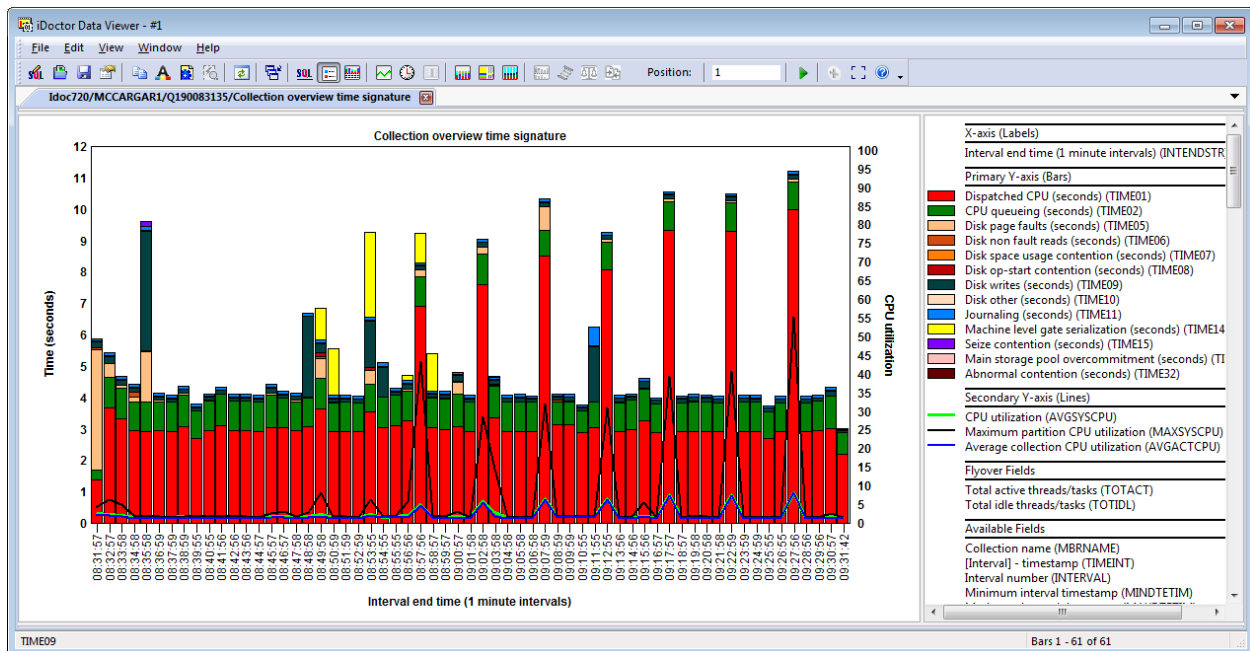 iDoctor Data Viewer - #1
File Edit View Window Help
SQL Position: 1
Idoc720/MCCARGAR1/Q190083135/Collection overview time signature
Collection overview time signature
12
11
10
9
8
7
6
5
4
3
2
1
0
Time (seconds)
100
95
90
85
80
75
70
65
60
55
50
45
40
35
30
25
20
15
10
5
0
CPU utilization
08:31:57
08:32:57
08:33:58
08:34:58
08:35:58
08:36:59
08:37:59
08:38:59
08:39:55
08:40:55
08:41:56
08:42:56
08:43:56
08:44:57
08:45:57
08:46:57
08:47:58
08:48:58
08:49:58
08:50:59
08:51:59
08:52:59
08:53:55
08:54:55
08:55:56
08:56:56
08:57:56
08:58:57
08:59:57
09:00:57
09:01:58
09:02:58
09:03:58
09:04:58
09:05:58
09:06:58
09:07:59
09:08:59
09:09:59
09:10:55
09:11:55
09:12:55
09:13:56
09:14:56
09:15:56
09:16:56
09:17:57
09:18:57
09:19:58
09:20:58
09:21:58
09:22:59
09:23:59
09:24:59
09:25:55
09:26:55
09:27:56
09:28:56
09:29:56
09:30:57
09:31:42
Interval end time (1 minute intervals)
X-axis (Labels)
Interval end time (1 minute intervals) (INTENDSTR
Primary Y-axis (Bars)
Dispatched CPU (seconds) (TIME01)
CPU queueing (seconds) (TIME02)
Disk page faults (seconds) (TIME05)
Disk non fault reads (seconds) (TIME06)
Disk space usage contention (seconds) (TIME07)
Disk op-start contention (seconds) (TIME08)
Disk writes (seconds) (TIME09)
Disk other (seconds) (TIME10)
Journaling (seconds) (TIME11)
Machine level gate serialization (seconds) (TIME14
Seize contention (seconds) (TIME15)
Main storage pool overcommitment (seconds) (TI
Abnormal contention (seconds) (TIME32)
Secondary Y-axis (Lines)
CPU utilization (AVGSYSCPU)
Maximum partition CPU utilization (MAXSYSCPU)
Average collection CPU utilization (AVGACTCPU)
Flyover Fields
Total active threads/tasks (TOTACT)
Total idle threads/tasks (TOTIDL)
Available Fields
Collection name (MBRNAME)
[Interval] - timestamp (TIMEINT)
Interval number (INTERVAL)
Minimum interval timestamp (MINDTETIM)
TIME09
Bars 1 - 61 of 61